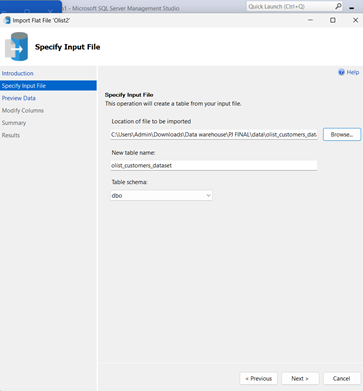 1 - Microsoft SQL Server Management Studio
Quick Launch (Ctrl+Q)
Import Flat File 'Olist2'
Specify Input File
Help
Introduction
Specify Input File
Preview Data
Modify Columns
Summary
Results
Specify Input File
This operation will create a table from your input file.
Location of file to be imported
C:\Users\Admin\Downloads\Data warehouse\PJ FINAL\data\olist_customers_dat
Browse...
New table name:
olist_customers_dataset
Table schema:
dbo
< Previous
Next >
Cancel